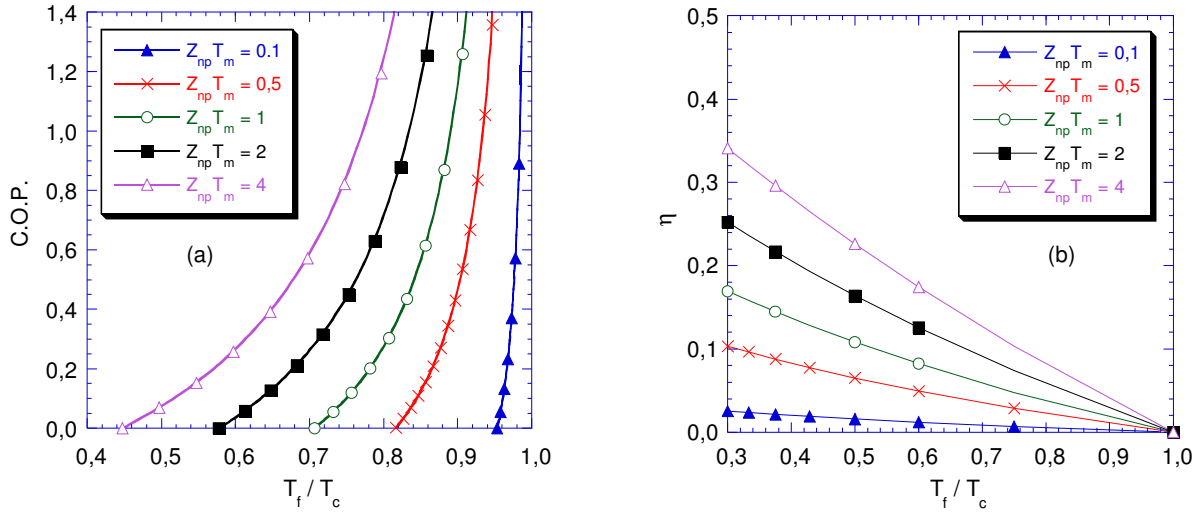 1,4
1,2
1,0
0,8
0,6
0,4
0,2
0,0
C.O.P.
Z_np T_m = 0.1
Z_np T_m = 0,5
Z_np T_m = 1
Z_np T_m = 2
Z_np T_m = 4
(a)
0,4 0,5 0,6 0,7 0,8 0,9 1,0
T_f / T_c
0,5
0,4
0,3
0,2
0,1
0,0
η
Z_np T_m = 0,1
Z_np T_m = 0,5
Z_np T_m = 1
Z_np T_m = 2
Z_np T_m = 4
(b)
0,3 0,4 0,5 0,6 0,7 0,8 0,9 1,0
T_f / T_c